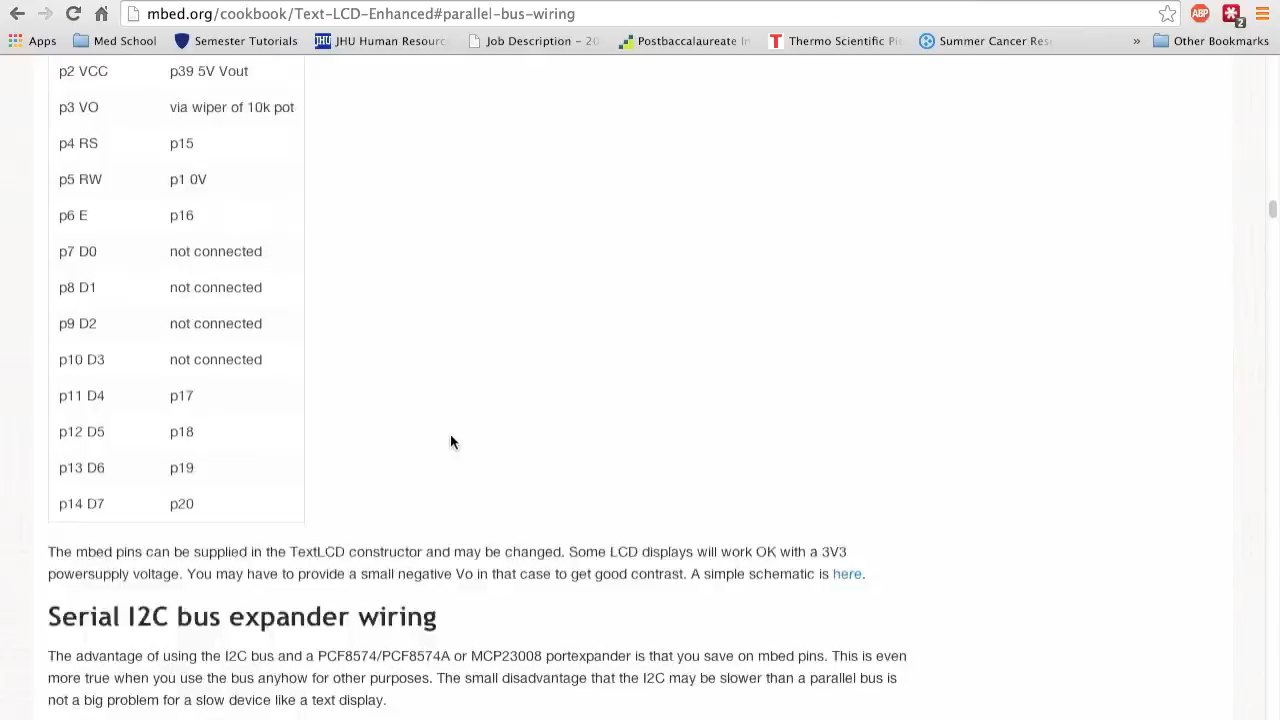 mbed.org/cookbook/Text-LCD-Enhanced#parallel-bus-wiring
ABP
2
Apps Med School Semester Tutorials JHU JHU Human Resourc Job Description – 20 Postbaccalaureate In T Thermo Scientific Pie Summer Cancer Res » Other Bookmarks
p2 VCC p39 5V Vout
p3 VO via wiper of 10k pot
p4 RS p15
p5 RW p1 0V
p6 E p16
p7 D0 not connected
p8 D1 not connected
p9 D2 not connected
p10 D3 not connected
p11 D4 p17
p12 D5 p18
p13 D6 p19
p14 D7 p20
The mbed pins can be supplied in the TextLCD constructor and may be changed. Some LCD displays will work OK with a 3V3
powersupply voltage. You may have to provide a small negative Vo in that case to get good contrast. A simple schematic is here.
Serial I2C bus expander wiring
The advantage of using the I2C bus and a PCF8574/PCF8574A or MCP23008 portexpander is that you save on mbed pins. This is even
more true when you use the bus anyhow for other purposes. The small disadvantage that the I2C may be slower than a parallel bus is
not a big problem for a slow device like a text display.